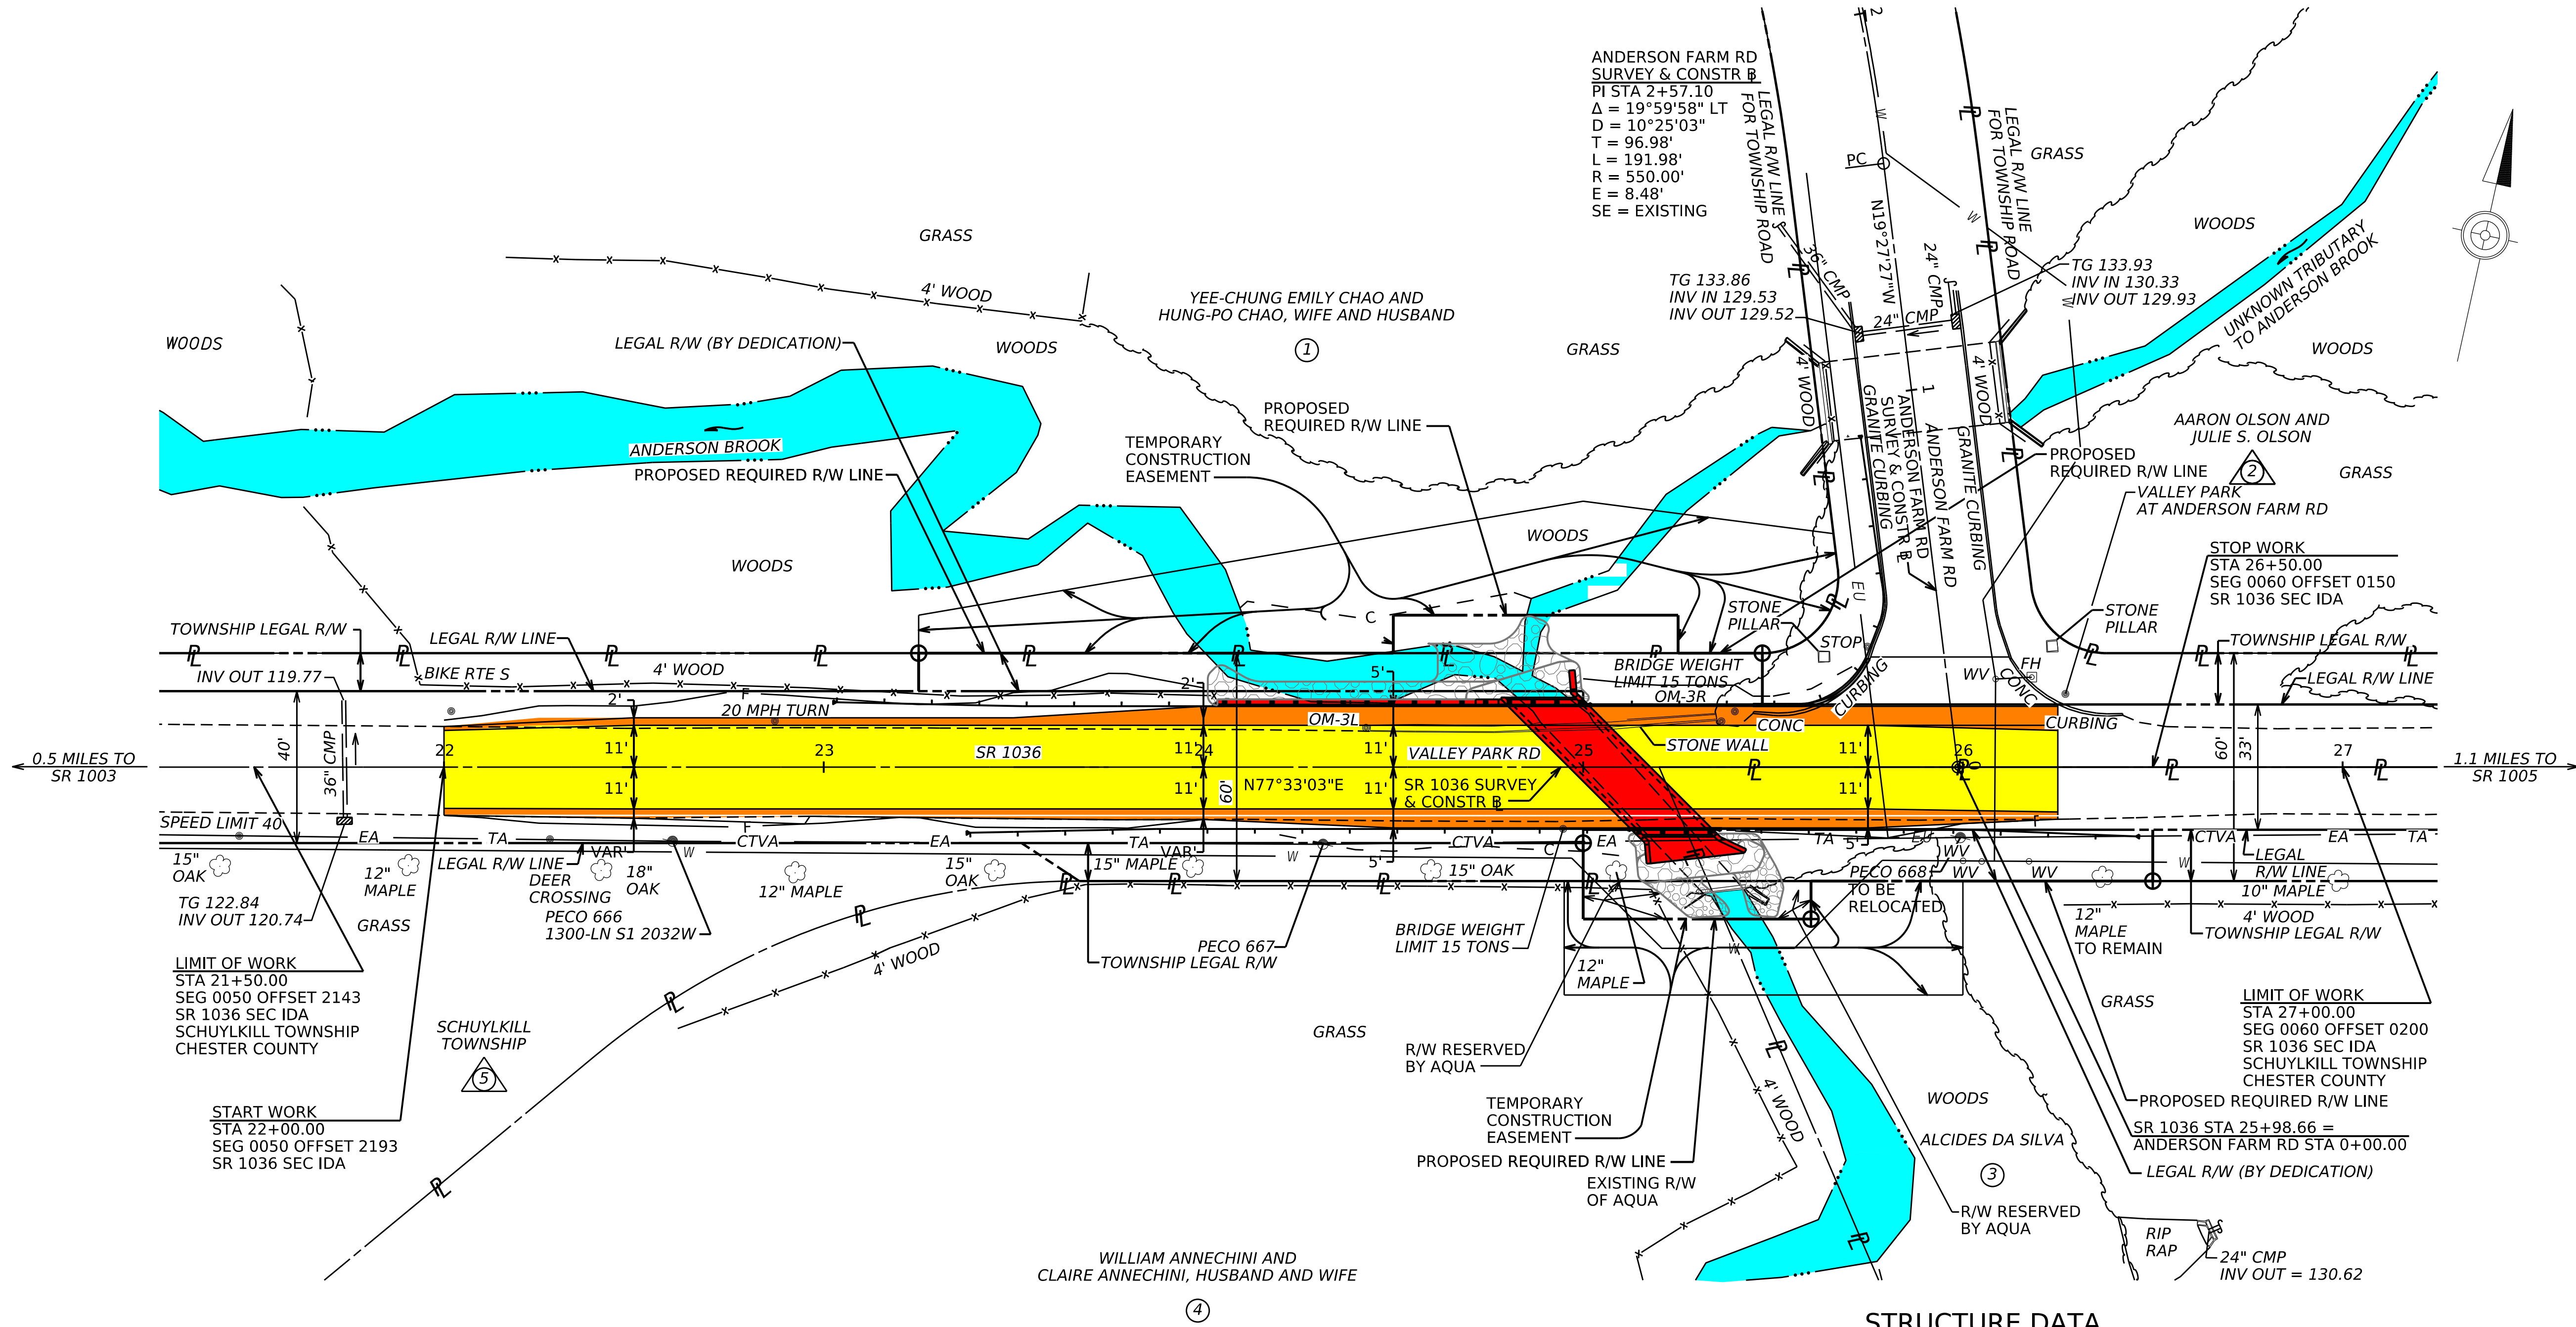 ANDERSON FARM RD
SURVEY & CONSTR B
PI STA 2+57.10
Δ = 19°59'58" LT
D = 10°25'03"
T = 96.98'
L = 191.98'
R = 550.00'
E = 8.48'
SE = EXISTING
LEGAL R/W LINE
FOR TOWNSHIP ROAD
2
PC
W
W
N19°27'27"W
LEGAL R/W LINE
FOR TOWNSHIP ROAD
GRASS
WOODS
UNKNOWN TRIBUTARY
TO ANDERSON BROOK
WOODS
GRASS
4' WOOD
WOODS
YEE-CHUNG EMILY CHAO AND
HUNG-PO CHAO, WIFE AND HUSBAND
1
TG 133.86
INV IN 129.53
INV OUT 129.52
36" CMP
24" CMP
24" CMP
TG 133.93
INV IN 130.33
INV OUT 129.93
W
LEGAL R/W (BY DEDICATION)
WOODS
GRASS
4' WOOD
4' WOOD
GRANITE CURBING
SURVEY & CONSTR B
ANDERSON FARM RD
1
ANDERSON FARM RD
GRANITE CURBING
PROPOSED
REQUIRED R/W LINE
TEMPORARY
CONSTRUCTION
EASEMENT
ANDERSON BROOK
PROPOSED REQUIRED R/W LINE
AARON OLSON AND
JULIE S. OLSON
2
GRASS
PROPOSED
REQUIRED R/W LINE
VALLEY PARK
AT ANDERSON FARM RD
WOODS
WOODS
STOP WORK
STA 26+50.00
SEG 0060 OFFSET 0150
SR 1036 SEC IDA
EU
STONE
PILLAR
STOP
STONE
PILLAR
C
TOWNSHIP LEGAL R/W
LEGAL R/W LINE
INV OUT 119.77
BIKE RTE S
4' WOOD
F
20 MPH TURN
2'
2'
5'
BRIDGE WEIGHT
LIMIT 15 TONS
OM-3R
OM-3L
CURBING
CONC
WV
FH
CONC
CURBING
TOWNSHIP LEGAL R/W
LEGAL R/W LINE
0.5 MILES TO
SR 1003
40'
36" CMP
22
11'
23
SR 1036
11'
24
11'
VALLEY PARK RD
25
STONE WALL
11'
26
60'
33'
27
1.1 MILES TO
SR 1005
11'
11'
60'
N77°33'03"E
11'
SR 1036 SURVEY
& CONSTR B
11'
SPEED LIMIT 40
EA
TA
F
CTVA
EA
TA
CTVA
EA
TA
EU
F
CTVA
EA
TA
15"
OAK
12"
MAPLE
LEGAL R/W LINE
VAR'
W
DEER
CROSSING
18"
OAK
12" MAPLE
15"
OAK
15" MAPLE
VAR'
W
5'
15" OAK
C
5'
WV
WV
WV
W
LEGAL
R/W LINE
10" MAPLE
TG 122.84
INV OUT 120.74
GRASS
PECO 666
1300-LN S1 2032W
4' WOOD
PECO 667
TOWNSHIP LEGAL R/W
BRIDGE WEIGHT
LIMIT 15 TONS
12"
MAPLE
W
PECO 668
TO BE
RELOCATED
12"
MAPLE
TO REMAIN
4' WOOD
TOWNSHIP LEGAL R/W
LIMIT OF WORK
STA 21+50.00
SEG 0050 OFFSET 2143
SR 1036 SEC IDA
SCHUYLKILL TOWNSHIP
CHESTER COUNTY
SCHUYLKILL
TOWNSHIP
5
GRASS
R/W RESERVED
BY AQUA
GRASS
LIMIT OF WORK
STA 27+00.00
SEG 0060 OFFSET 0200
SR 1036 SEC IDA
SCHUYLKILL TOWNSHIP
CHESTER COUNTY
START WORK
STA 22+00.00
SEG 0050 OFFSET 2193
SR 1036 SEC IDA
TEMPORARY
CONSTRUCTION
EASEMENT
4' WOOD
WOODS
PROPOSED REQUIRED R/W LINE
SR 1036 STA 25+98.66 =
ANDERSON FARM RD STA 0+00.00
PROPOSED REQUIRED R/W LINE
EXISTING R/W
OF AQUA
ALCIDES DA SILVA
3
LEGAL R/W (BY DEDICATION)
R/W RESERVED
BY AQUA
RIP
RAP
24" CMP
INV OUT = 130.62
WILLIAM ANNECHINI AND
CLAIRE ANNECHINI, HUSBAND AND WIFE
4
STRUCTURE DATA